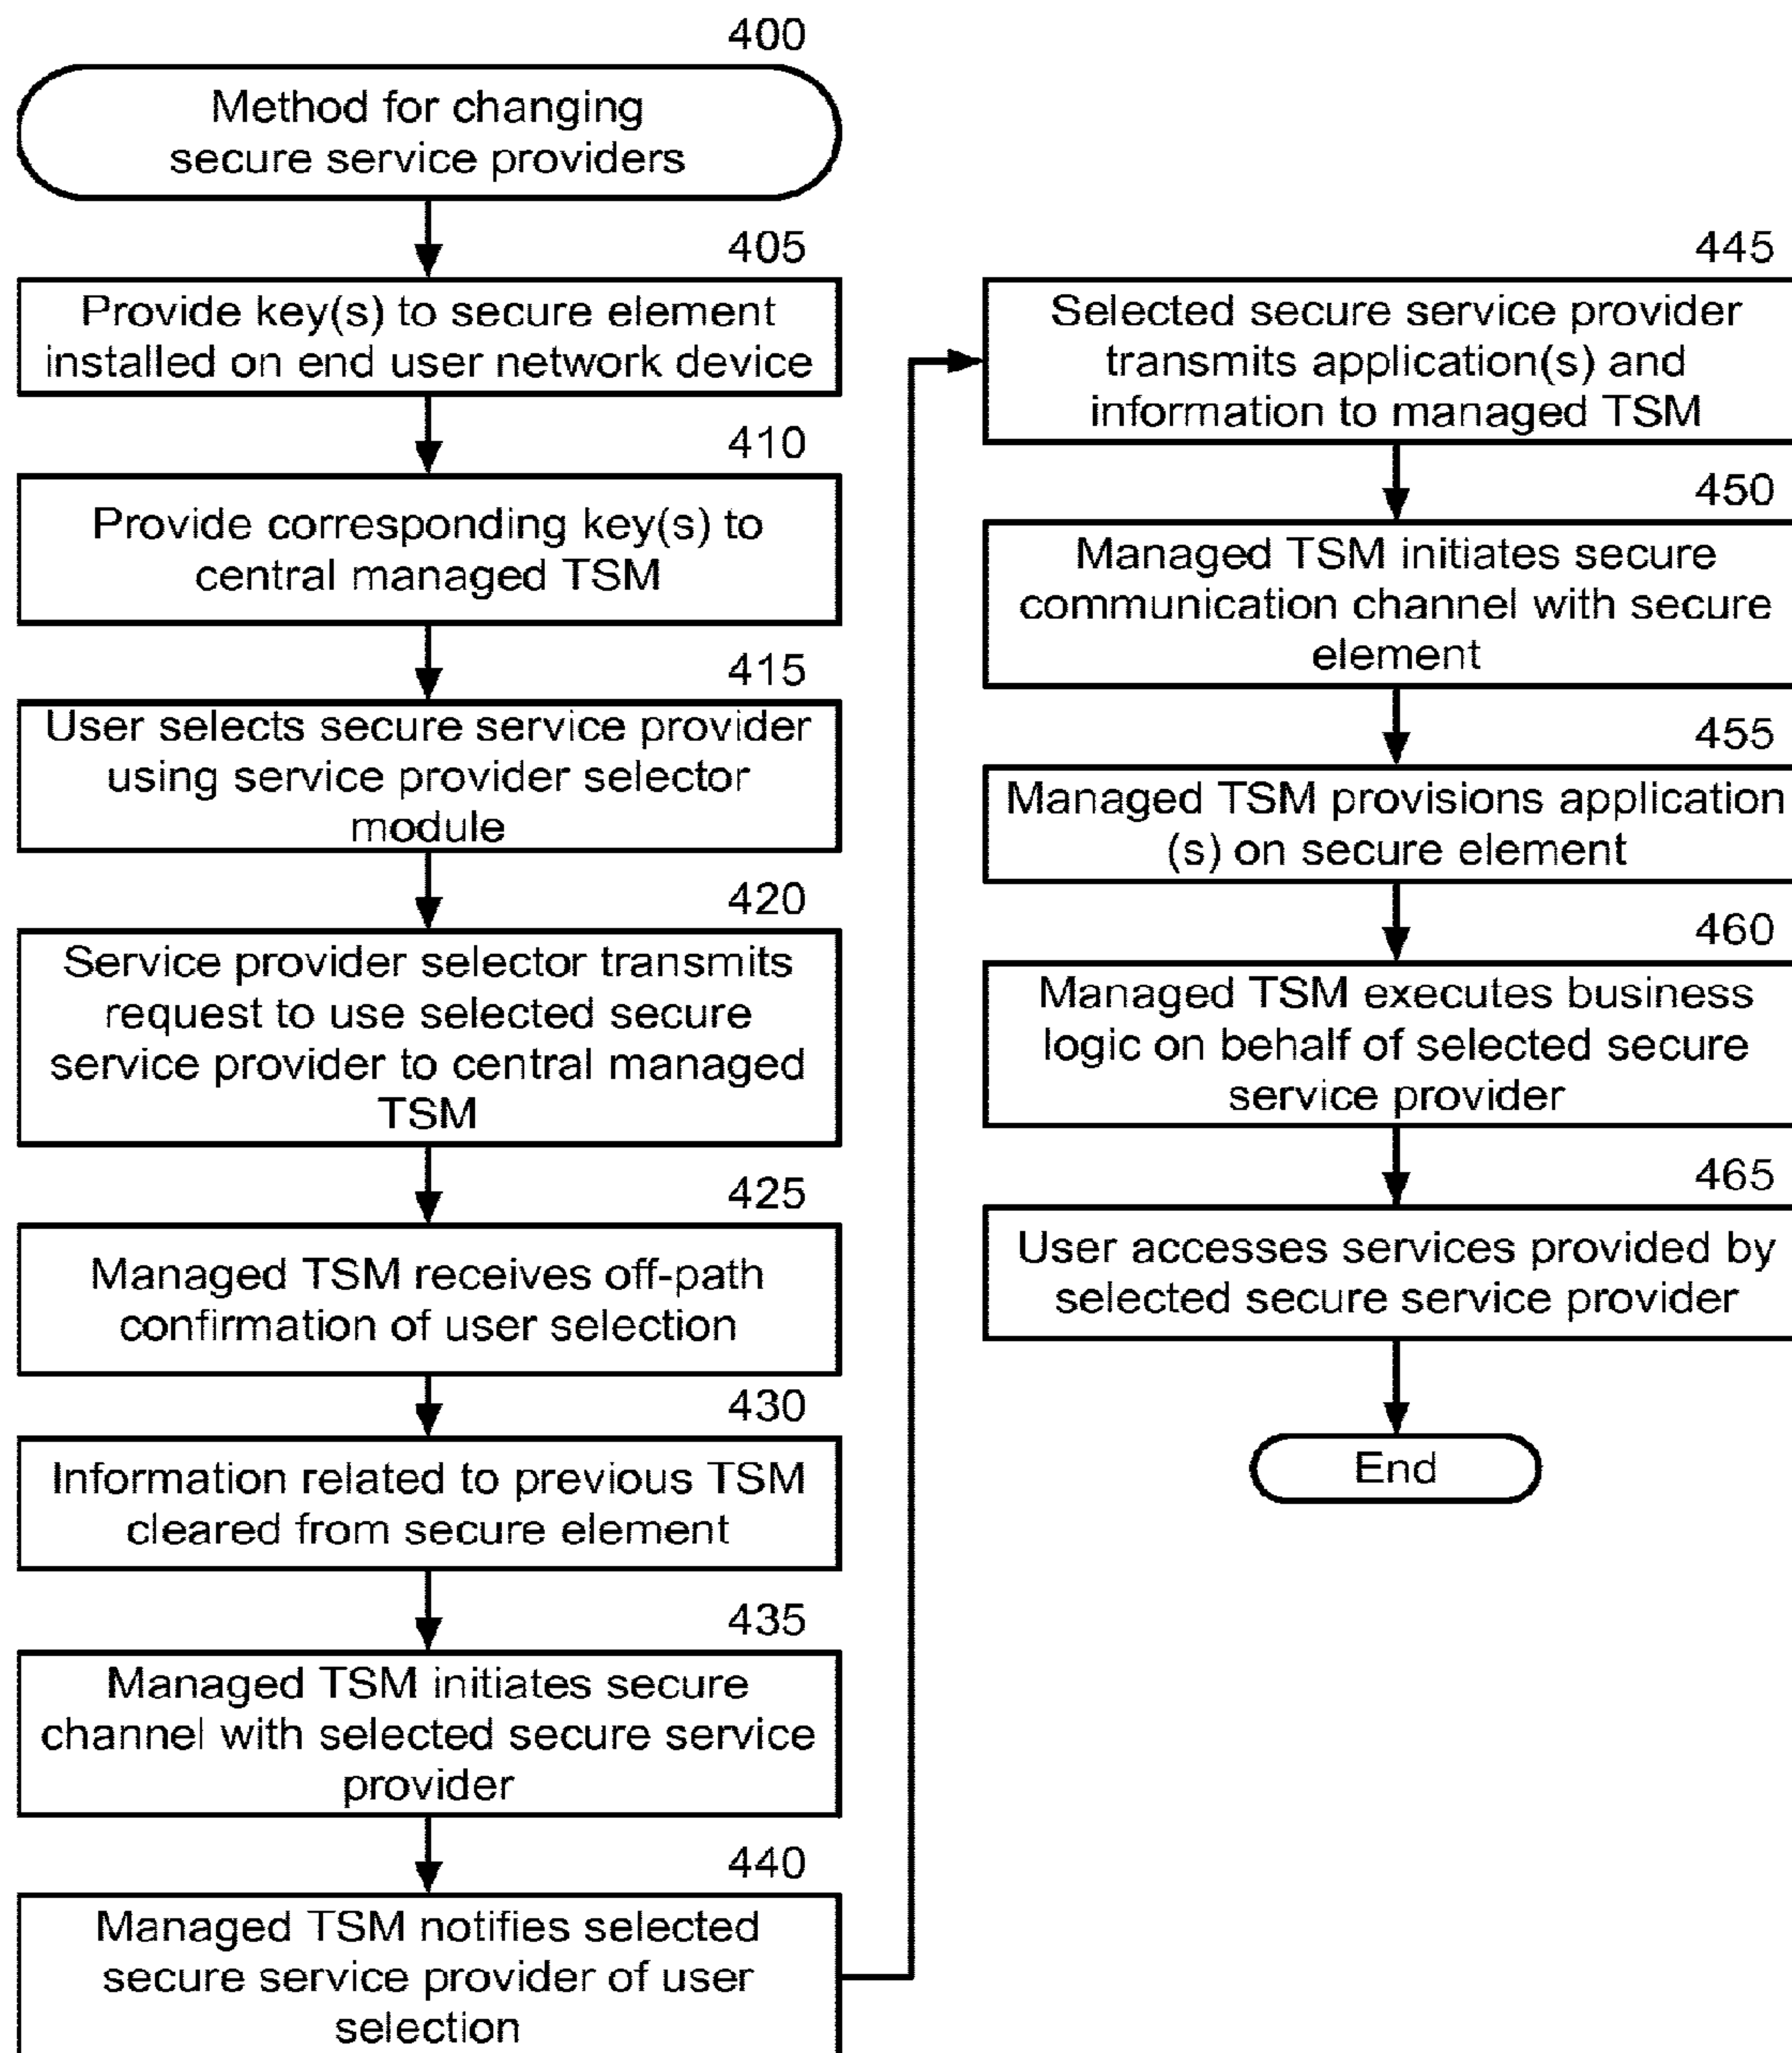 400
Method for changing
secure service providers
405
Provide key(s) to secure element
installed on end user network device
410
Provide corresponding key(s) to
central managed TSM
415
User selects secure service provider
using service provider selector
module
420
Service provider selector transmits
request to use selected secure
service provider to central managed
TSM
425
Managed TSM receives off-path
confirmation of user selection
430
Information related to previous TSM
cleared from secure element
435
Managed TSM initiates secure
channel with selected secure service
provider
440
Managed TSM notifies selected
secure service provider of user
selection
445
Selected secure service provider
transmits application(s) and
information to managed TSM
450
Managed TSM initiates secure
communication channel with secure
element
455
Managed TSM provisions application
(s) on secure element
460
Managed TSM executes business
logic on behalf of selected secure
service provider
465
User accesses services provided by
selected secure service provider
End